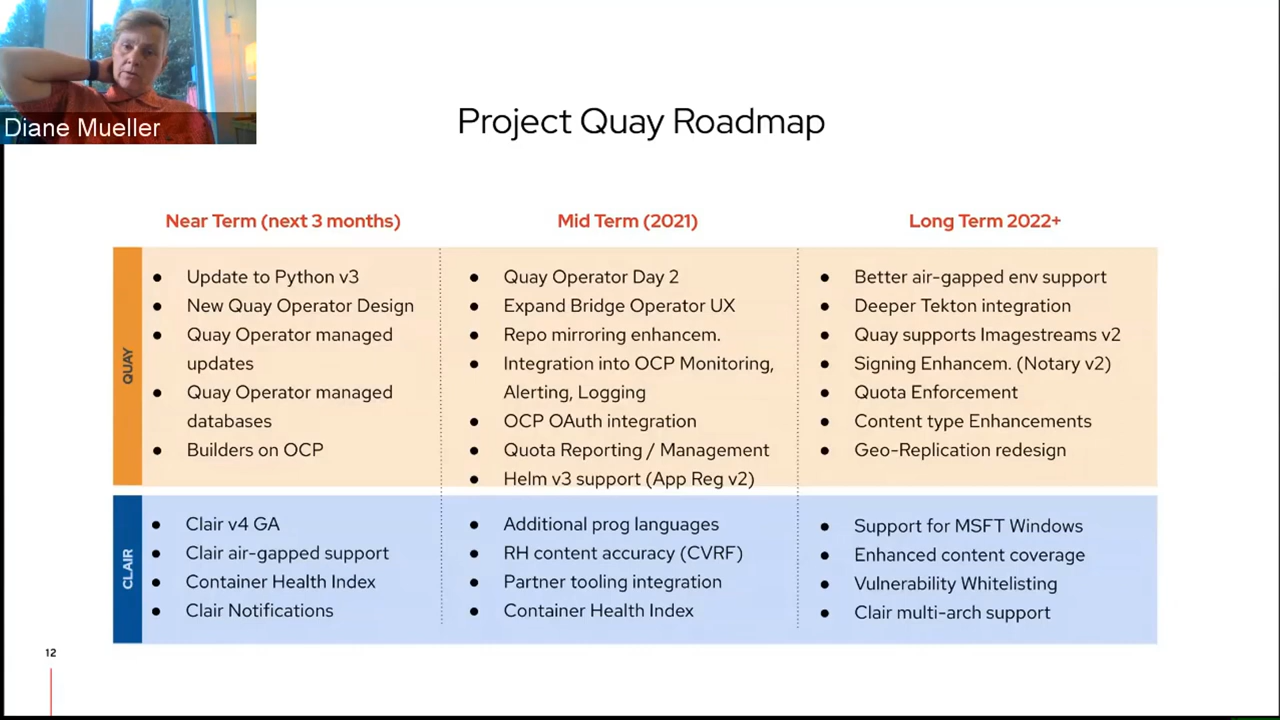 Diane Mueller
Project Quay Roadmap
Near Term (next 3 months)
Mid Term (2021)
Long Term 2022+
QUAY
Update to Python v3
New Quay Operator Design
Quay Operator managed
updates
Quay Operator managed
databases
Builders on OCP
Quay Operator Day 2
Expand Bridge Operator UX
Repo mirroring enhancem.
Integration into OCP Monitoring,
Alerting, Logging
OCP OAuth integration
Quota Reporting / Management
Helm v3 support (App Reg v2)
Better air-gapped env support
Deeper Tekton integration
Quay supports Imagestreams v2
Signing Enhancem. (Notary v2)
Quota Enforcement
Content type Enhancements
Geo-Replication redesign
CLAIR
Clair v4 GA
Clair air-gapped support
Container Health Index
Clair Notifications
Additional prog languages
RH content accuracy (CVRF)
Partner tooling integration
Container Health Index
Support for MSFT Windows
Enhanced content coverage
Vulnerability Whitelisting
Clair multi-arch support
12